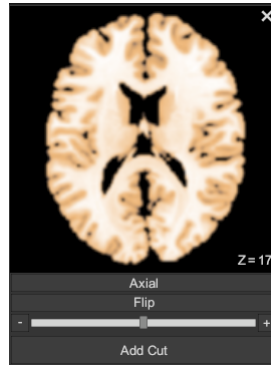 ×
Z = 17
Axial
Flip
- +
Add Cut